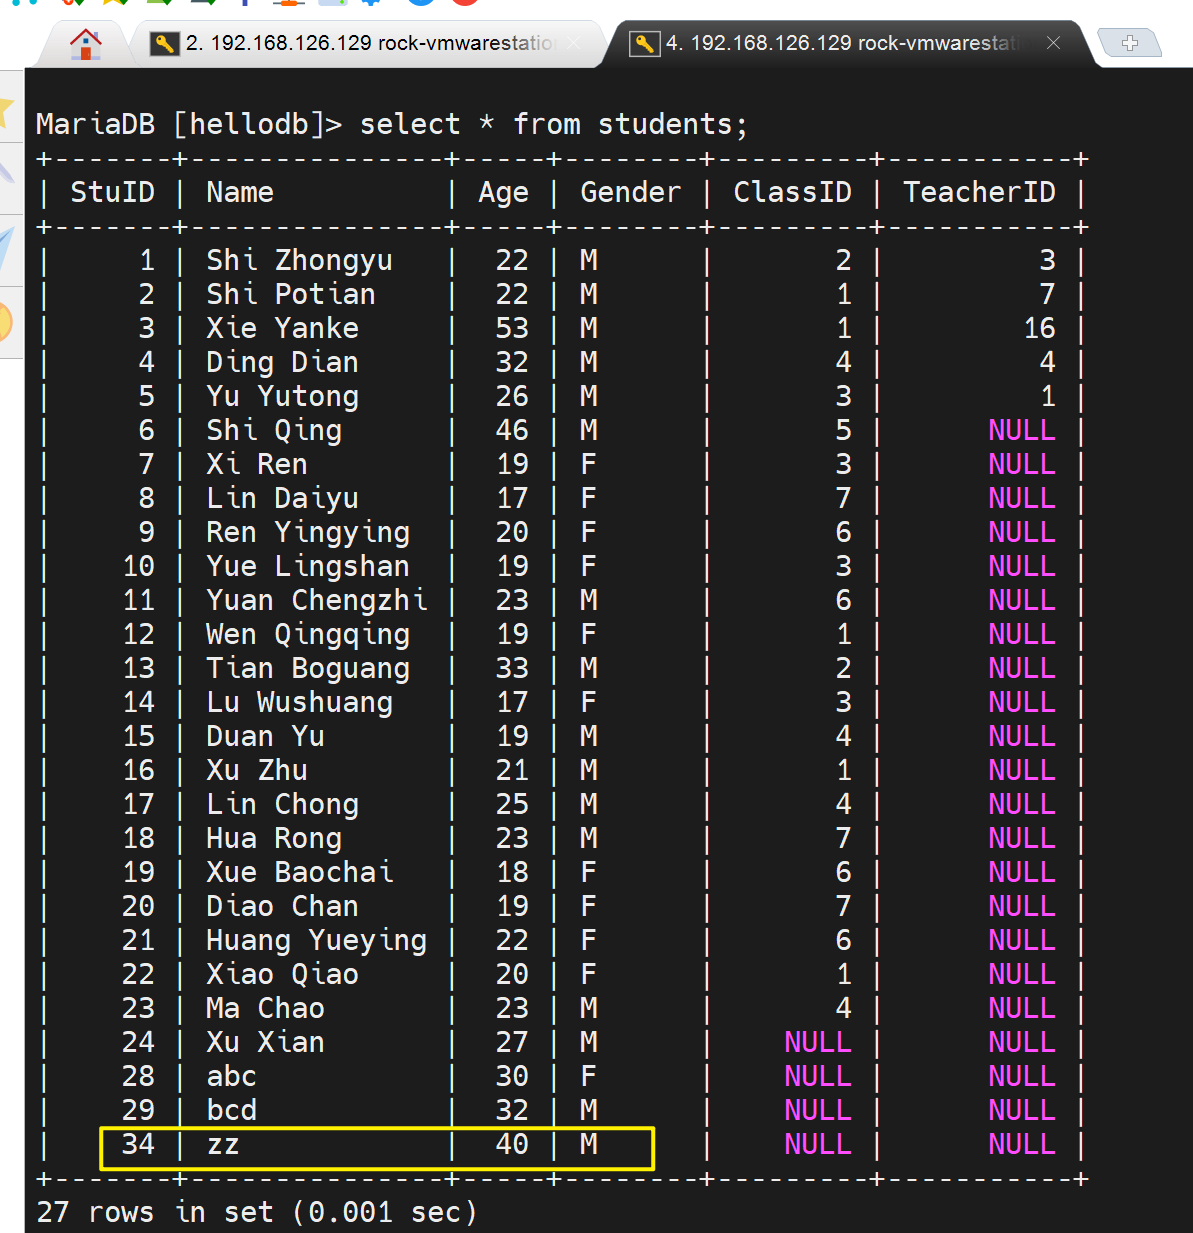 2. 192.168.126.129 rock-vmwarestatio
4. 192.168.126.129 rock-vmwarestati
MariaDB [hellodb]> select * from students;
+-------+---------------+-----+--------+---------+-----------+
| StuID | Name          | Age | Gender | ClassID | TeacherID |
+-------+---------------+-----+--------+---------+-----------+
|     1 | Shi Zhongyu   |  22 | M      |       2 |         3 |
|     2 | Shi Potian    |  22 | M      |       1 |         7 |
|     3 | Xie Yanke     |  53 | M      |       1 |        16 |
|     4 | Ding Dian     |  32 | M      |       4 |         4 |
|     5 | Yu Yutong     |  26 | M      |       3 |         1 |
|     6 | Shi Qing      |  46 | M      |       5 |      NULL |
|     7 | Xi Ren        |  19 | F      |       3 |      NULL |
|     8 | Lin Daiyu     |  17 | F      |       7 |      NULL |
|     9 | Ren Yingying  |  20 | F      |       6 |      NULL |
|    10 | Yue Lingshan  |  19 | F      |       3 |      NULL |
|    11 | Yuan Chengzhi |  23 | M      |       6 |      NULL |
|    12 | Wen Qingqing  |  19 | F      |       1 |      NULL |
|    13 | Tian Boguang  |  33 | M      |       2 |      NULL |
|    14 | Lu Wushuang   |  17 | F      |       3 |      NULL |
|    15 | Duan Yu       |  19 | M      |       4 |      NULL |
|    16 | Xu Zhu        |  21 | M      |       1 |      NULL |
|    17 | Lin Chong     |  25 | M      |       4 |      NULL |
|    18 | Hua Rong      |  23 | M      |       7 |      NULL |
|    19 | Xue Baochai   |  18 | F      |       6 |      NULL |
|    20 | Diao Chan     |  19 | F      |       7 |      NULL |
|    21 | Huang Yueying |  22 | F      |       6 |      NULL |
|    22 | Xiao Qiao     |  20 | F      |       1 |      NULL |
|    23 | Ma Chao       |  23 | M      |       4 |      NULL |
|    24 | Xu Xian       |  27 | M      |    NULL |      NULL |
|    28 | abc           |  30 | F      |    NULL |      NULL |
|    29 | bcd           |  32 | M      |    NULL |      NULL |
|    34 | zz            |  40 | M      |    NULL |      NULL |
+-------+---------------+-----+--------+---------+-----------+
27 rows in set (0.001 sec)